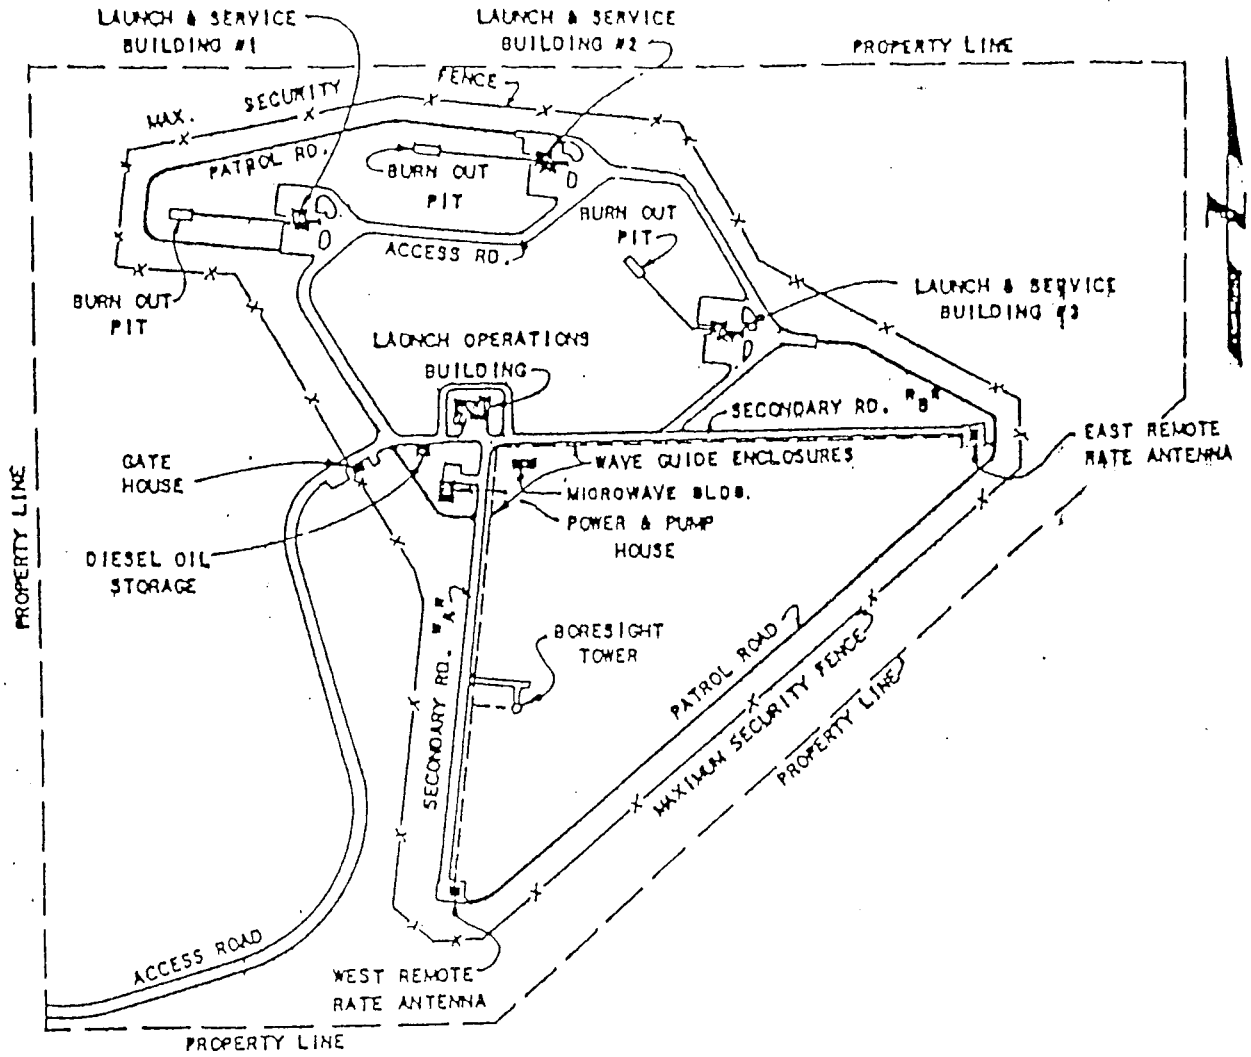 LAUNCH & SERVICE
BUILDING #1
LAUNCH & SERVICE
BUILDING #2
PROPERTY LINE
MAX. SECURITY FENCE
PATROL RD.
BURN OUT
PIT
BURN OUT
PIT
ACCESS RD.
BURN OUT
PIT
LAUNCH & SERVICE
BUILDING #3
LAUNCH OPERATIONS
BUILDING
SECONDARY RD. "B"
EAST REMOTE
RATE ANTENNA
GATE
HOUSE
WAVE GUIDE ENCLOSURES
MICROWAVE BLDG.
POWER & PUMP
HOUSE
DIESEL OIL
STORAGE
PROPERTY LINE
SECONDARY RD. "A"
BORESIGHT
TOWER
PATROL ROAD
MAXIMUM SECURITY FENCE
PROPERTY LINE
ACCESS ROAD
WEST REMOTE
RATE ANTENNA
PROPERTY LINE